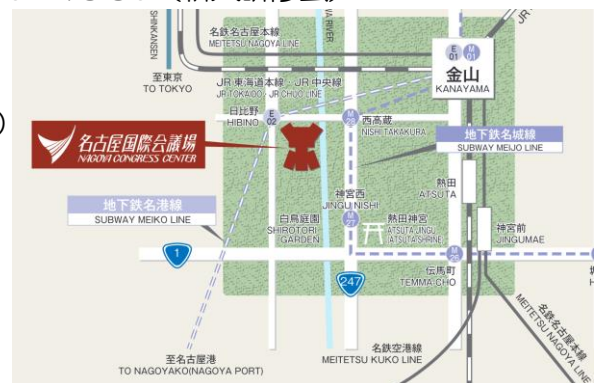 SHINKANSEN
至東京
TO TOKYO
名鉄名古屋本線
MEITETSU NAGOYA LINE
JR東海道本線・JR中央線
JR TOKAIDO・JR CHUO LINE
E
01
M
01
金山
KANAYAMA
日比野
HIBINO
E
02
西高蔵
NISHI TAKAKURA
地下鉄名城線
SUBWAY MEIJO LINE
名古屋国際会議場
NAGOYA CONGRESS CENTER
地下鉄名港線
SUBWAY MEIKO LINE
神宮西
JINGU NISHI
M
27
熱田
ATSUTA
白鳥庭園
SHIROTORI
GARDEN
熱田神宮
ATSUTA JINGU
(ATSUTA SHRINE)
神宮前
JINGUMAE
1
247
M
26
伝馬町
TEMMA-CHO
至名古屋港
TO NAGOYAKO(NAGOYA PORT)
名鉄空港線
MEITETSU KUKO LINE
名鉄名古屋本線
MEITETSU
NAGOYA LINE